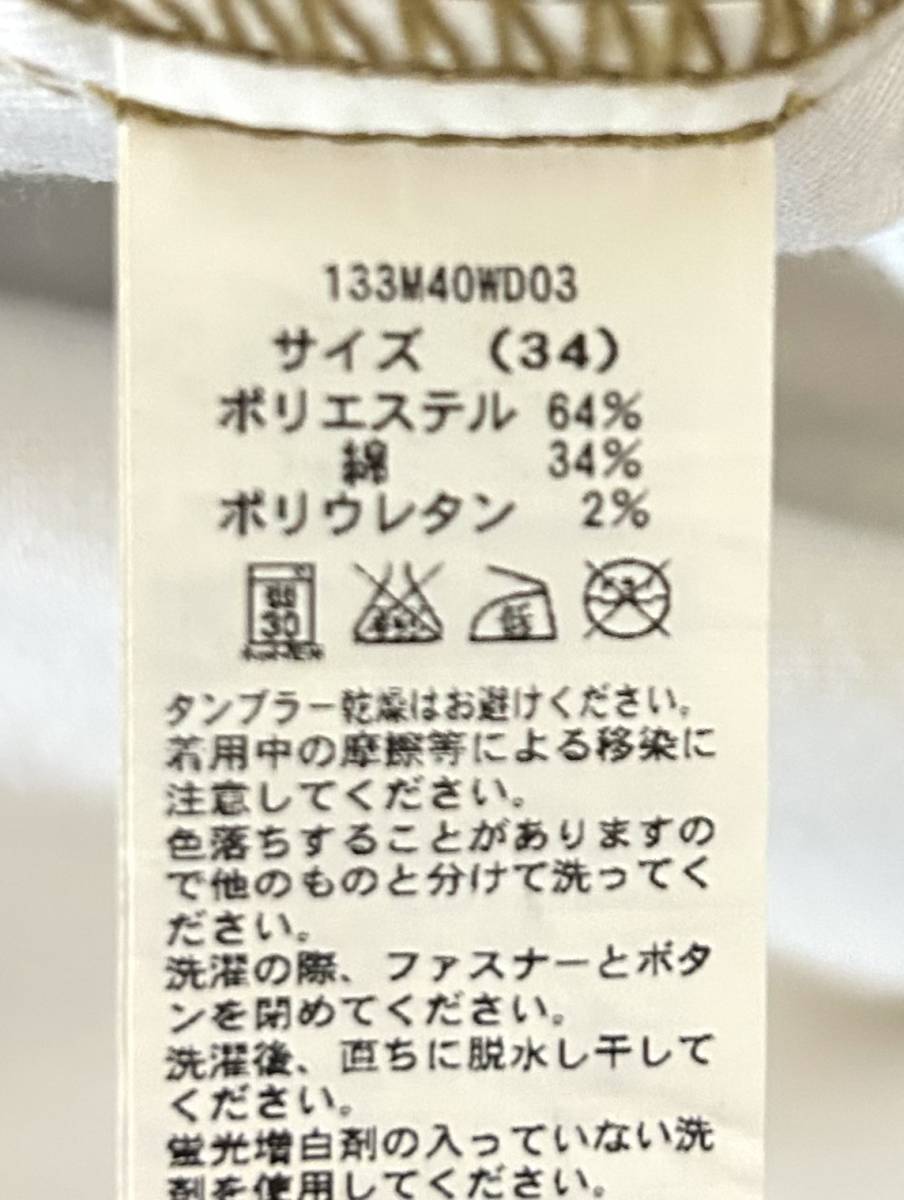 133M40WD03
サイズ （34）
ポリエステル 64%
綿 34%
ポリウレタン 2%
30
低
タンブラー乾燥はお避けください。
着用中の摩擦等による移染に
注意してください。
色落ちすることがありますの
で他のものと分けて洗ってく
ださい。
洗濯の際、ファスナーとボタ
ンを閉めてください。
洗濯後、直ちに脱水し干して
ください。
蛍光増白剤の入っていない洗
剤を使用してください。